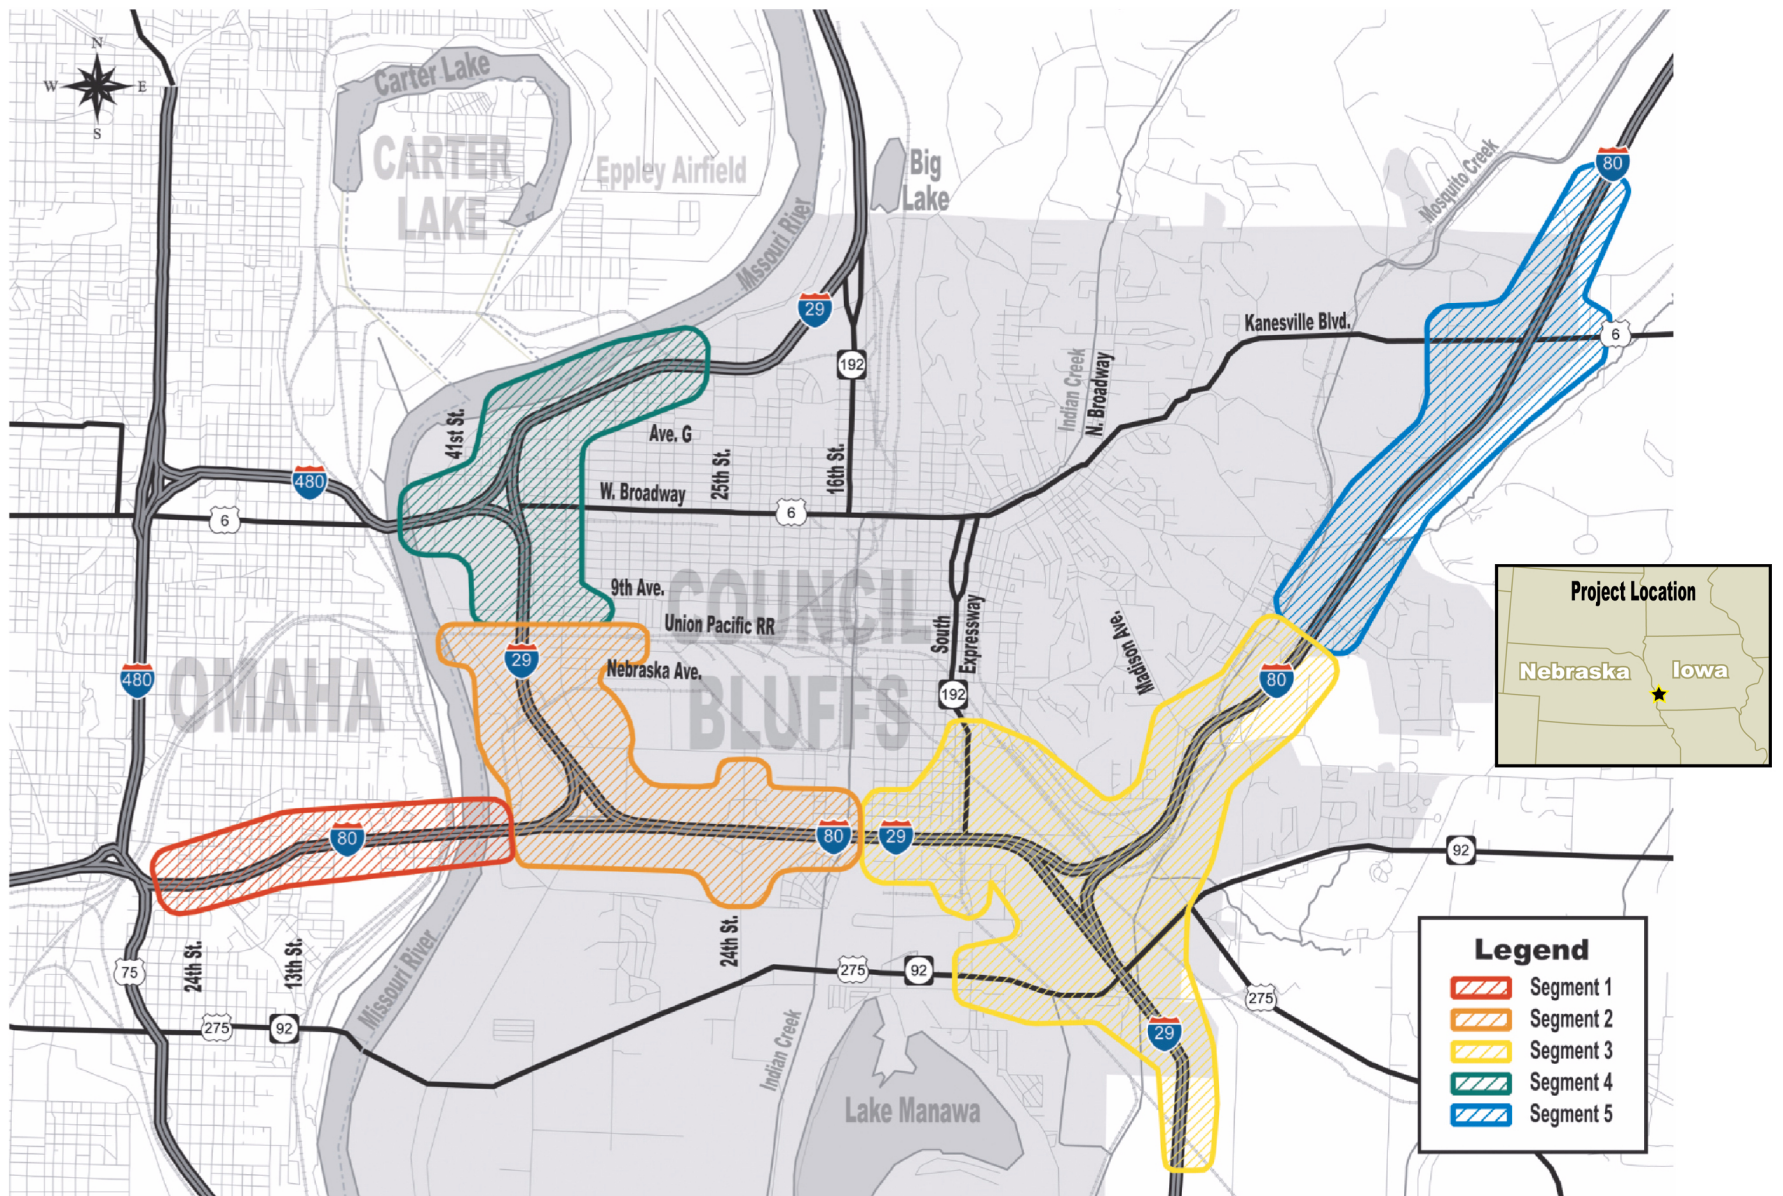 N
W
E
S
Carter Lake
CARTER
LAKE
Eppley Airfield
Big
Lake
Missouri River
Mosquito Creek
80
29
192
Kanesville Blvd.
6
Indian Creek
N. Broadway
41st St.
Ave. G
25th St.
16th St.
W. Broadway
6
480
6
9th Ave.
COUNCIL
BLUFFS
Union Pacific RR
South
Expressway
Madison Ave.
Nebraska Ave.
29
480
OMAHA
192
80
Project Location
Nebraska
Iowa
80
80
29
92
24th St.
13th St.
24th St.
75
275
92
Missouri River
275
92
275
29
Indian Creek
Lake Manawa
Legend
Segment 1
Segment 2
Segment 3
Segment 4
Segment 5